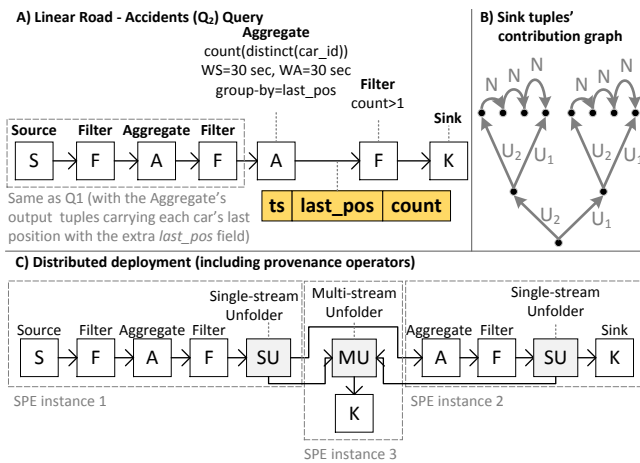 A) Linear Road - Accidents (Q₂) Query
Aggregate
count(distinct(car_id))
WS=30 sec, WA=30 sec
group-by=last_pos
Filter
count>1
Source
Filter
Aggregate
Filter
Sink
S
F
A
F
A
F
K
Same as Q1 (with the Aggregate's
output tuples carrying each car's last
position with the extra last_pos field)
ts
last_pos
count
B) Sink tuples'
contribution graph
N
N
N
N
N
N
U₂
U₁
U₂
U₁
U₂
U₁
C) Distributed deployment (including provenance operators)
Single-stream
Unfolder
Multi-stream
Unfolder
Single-stream
Unfolder
Source
Filter
Aggregate
Filter
Aggregate
Filter
Sink
S
F
A
F
SU
MU
A
F
SU
K
K
SPE instance 1
SPE instance 2
SPE instance 3